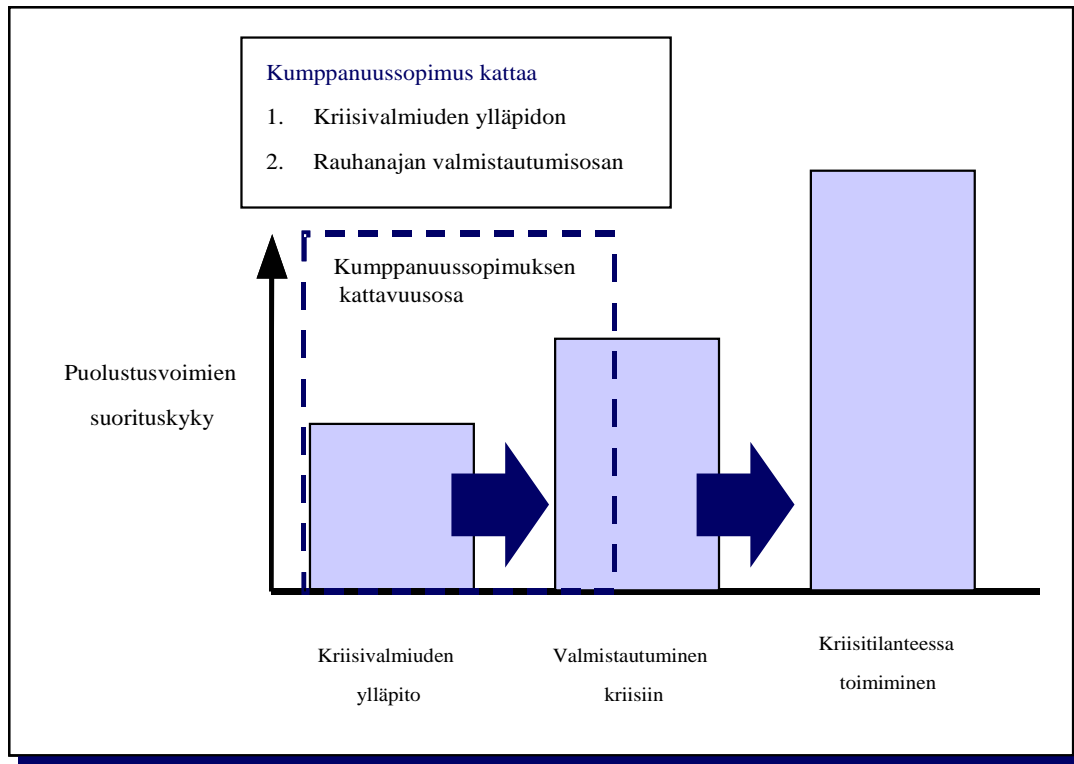 Kumppanuussopimus kattaa
1. Kriisivalmiuden ylläpidon
2. Rauhanajan valmistautumisosan
Kumppanuussopimuksen
kattavuusosa
Puolustusvoimien
suorituskyky
Kriisivalmiuden
ylläpito
Valmistautuminen
kriisiin
Kriisitilanteessa
toimiminen